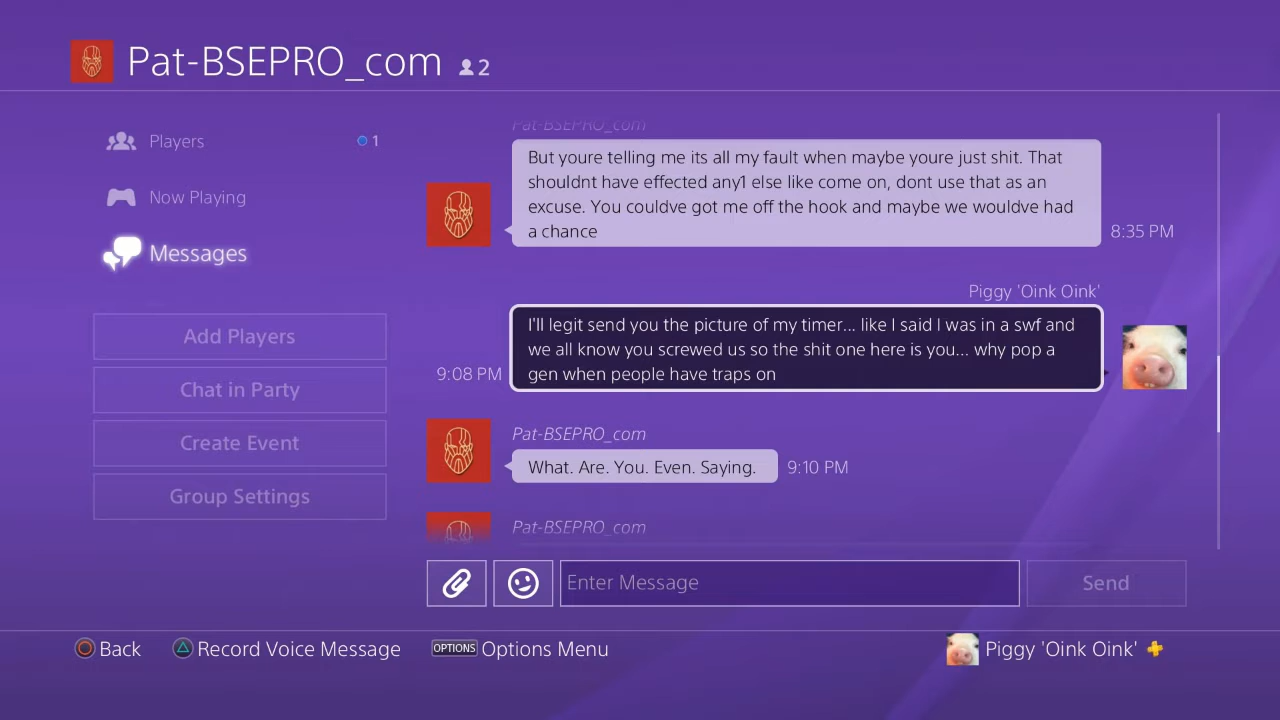 Pat-BSEPRO_com 2
Players 1
Now Playing
Messages
Add Players
Chat in Party
Create Event
Group Settings
Pat-BSEPRO_com
But youre telling me its all my fault when maybe youre just shit. That
shouldnt have effected any1 else like come on, dont use that as an
excuse. You couldve got me off the hook and maybe we wouldve had
a chance
8:35 PM
Piggy 'Oink Oink'
I'll legit send you the picture of my timer... like I said I was in a swf and
we all know you screwed us so the shit one here is you... why pop a
gen when people have traps on
9:08 PM
Pat-BSEPRO_com
What. Are. You. Even. Saying.
9:10 PM
Pat-BSEPRO_com
Enter Message
Send
Back
Record Voice Message
OPTIONS Options Menu
Piggy 'Oink Oink'